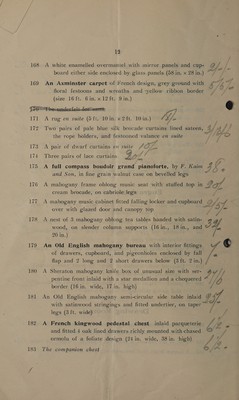 12
168 A white enamelled overmantel with mirror panels and cup-
board either side enclosed by glass panels (58 in. × 28 in.)
169 An Axminster carpet of French design, grey ground with
floral festoons and wreaths and yellow ribbon border
(size 16 ft. 6 in. × 12 ft. 8 in.)
170 The underfelt for same
171 A rug en suite (5 ft. 10 in. × 2 ft. 10 in.)
172 Two pairs of pale blue silk brocade curtains lined sateen,
the rope holders, and festooned valance en suite
173 A pair of dwarf curtains en suite
174 Three pairs of lace curtains
175 A full compass boudoir grand pianoforte, by F. Kaim
and Son, in fine grain walnut case on bevelled legs
176 A mahogany frame oblong music seat with stuffed top in
cream brocade, on cabriole legs
177 A mahogany music cabinet fitted falling locker and cupboard
over with glazed door and canopy top
178 A nest of 3 mahogany oblong tea tables banded with satin-
wood, on slender column supports (16 in., 18 in., and
20 in.)
179 An Old English mahogany bureau with interior fittings
of drawers, cupboard, and pigeonholes enclosed by fall
flap and 2 long and 2 short drawers below (3 ft. 2 in.)
180 A Sheraton mahogany knife box of unusual size with ser-
pentine front inlaid with a star medallion and a chequered
border (18 in. wide, 17 in. high)
181 An Old English mahogany semi-circular side table inlaid
with satinwood stringings and fitted undertier, on taper
legs (3 ft. wide)
182 A French kingwood pedestal chest inlaid parqueterie
and fitted 4 oak lined drawers richly mounted with chased
ormolu of a foliate design (24 in. wide, 38 in. high)
183 The companion chest